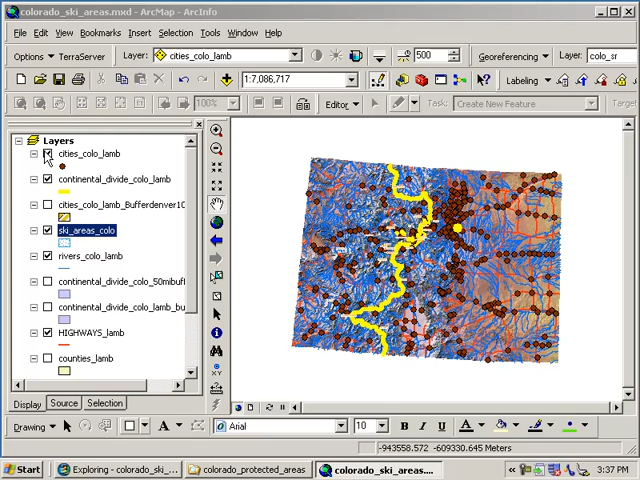 colorado_ski_areas.mxd - ArcMap - ArcInfo
File Edit View Bookmarks Insert Selection Tools Window Help
Options TerraServer Layer: cities_colo_lamb 500 Georeferencing Layer: colo_sr
1:7,086,717 Labeling
100% Editor Task: Create New Feature
Layers
cities_colo_lamb
continental_divide_colo_lamb
cities_colo_lamb_Bufferdenver10
ski_areas_colo
rivers_colo_lamb
continental_divide_colo_50mibuff
continental_divide_colo_lamb_bu
HIGHWAYS_lamb
counties_lamb
Display Source Selection
Drawing A Arial 10 B I U A
-943558.572 -609330.645 Meters
Start Exploring - colorado_ski_... colorado_protected_areas colorado_ski_areas.... 3:37 PM